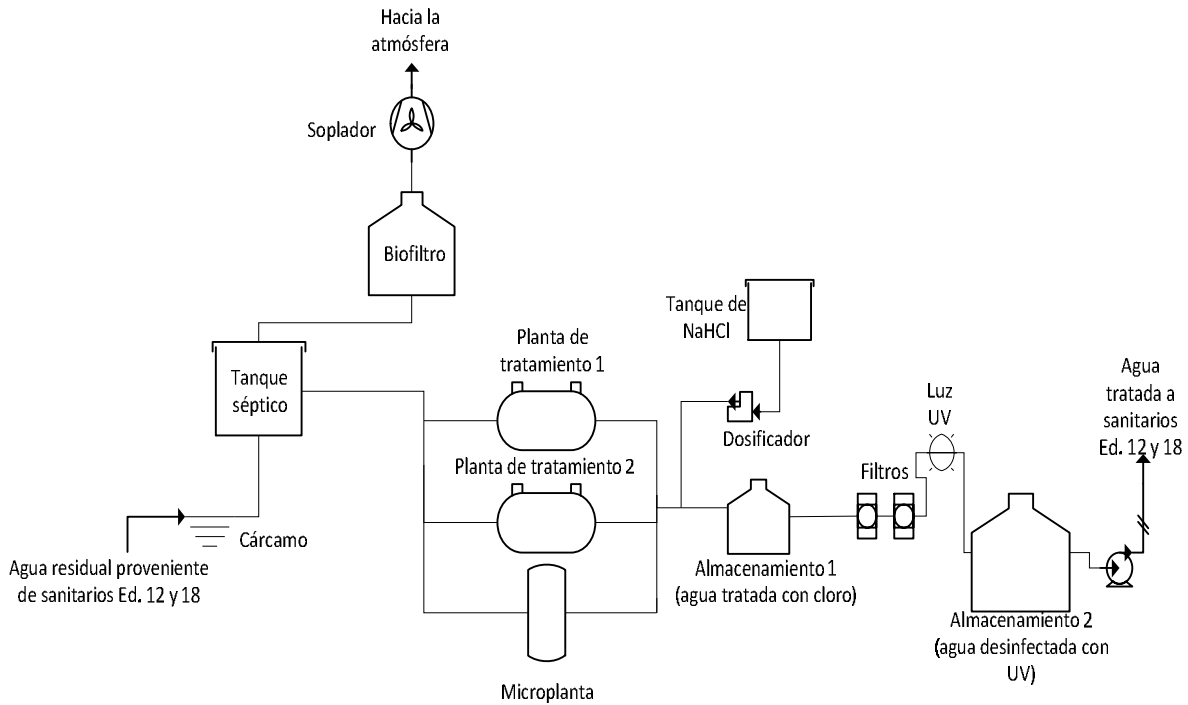 Hacia la
atmósfera
Soplador
Biofiltro
Tanque
séptico
Cárcamo
Agua residual proveniente
de sanitarios Ed. 12 y 18
Planta de
tratamiento 1
Planta de tratamiento 2
Microplanta
Tanque de
NaHCl
Dosificador
Almacenamiento 1
(agua tratada con cloro)
Filtros
Luz
UV
Almacenamiento 2
(agua desinfectada con
UV)
Agua
tratada a
sanitarios
Ed. 12 y 18